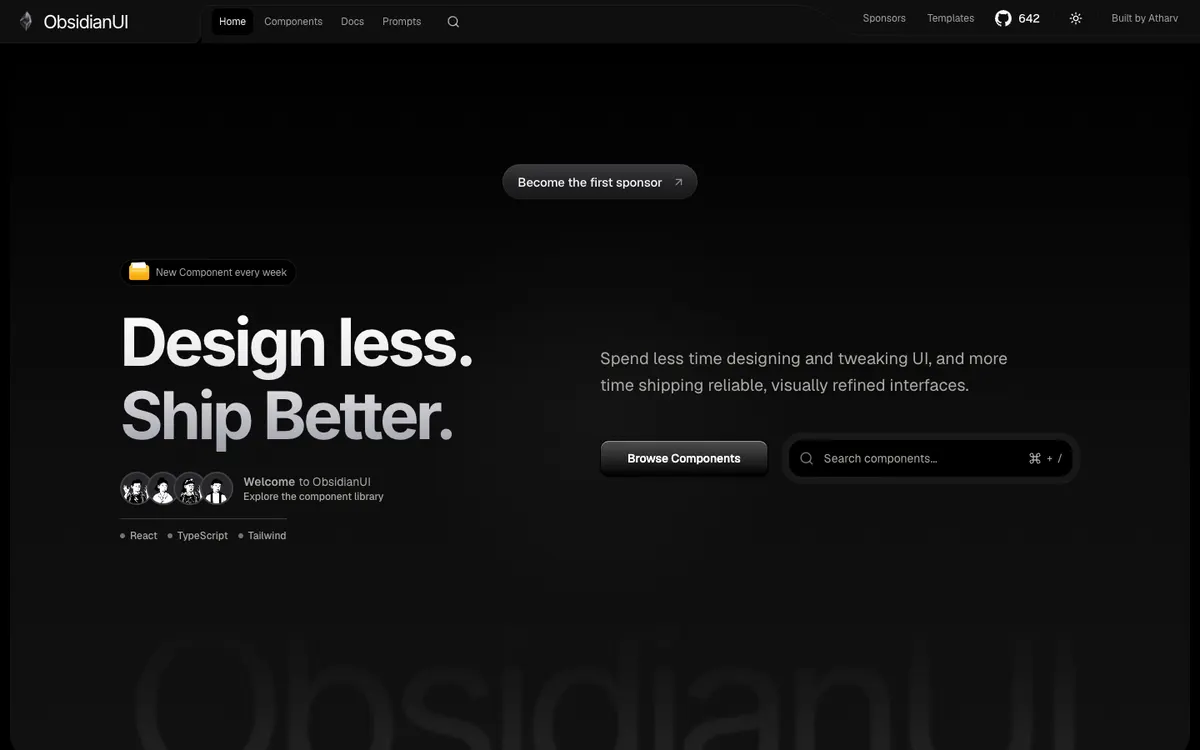 ObsidianUI
Home Components Docs Prompts
Sponsors Templates 642 Built by Atharv
Become the first sponsor
New Component every week
Design less.
Ship Better.
Spend less time designing and tweaking UI, and more
time shipping reliable, visually refined interfaces.
Browse Components
Search components...
⌘ + /
Welcome to ObsidianUI
Explore the component library
React TypeScript Tailwind
ObsidianUI